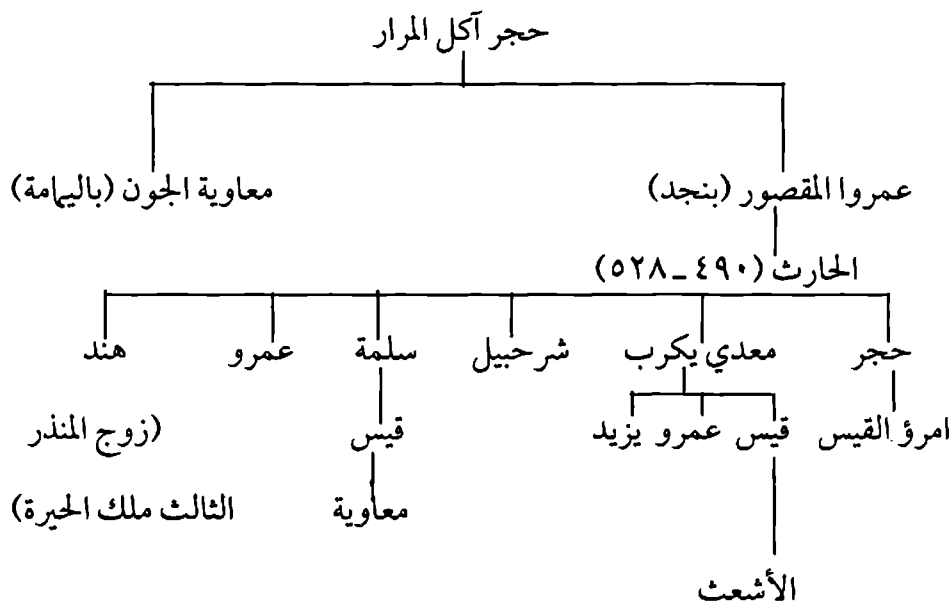 حجر آكل المرار
عمروا المقصور (بنجد) معاوية الجون (باليمامة)
الحارث (٤٩٠ــ٥٢٨)
حجر معدي يكرب شرحبيل سلمة عمرو هند
امرؤ القيس قيس عمرو يزيد قيس (زوج المنذر
معاوية الثالث ملك الحيرة)
الأشعث